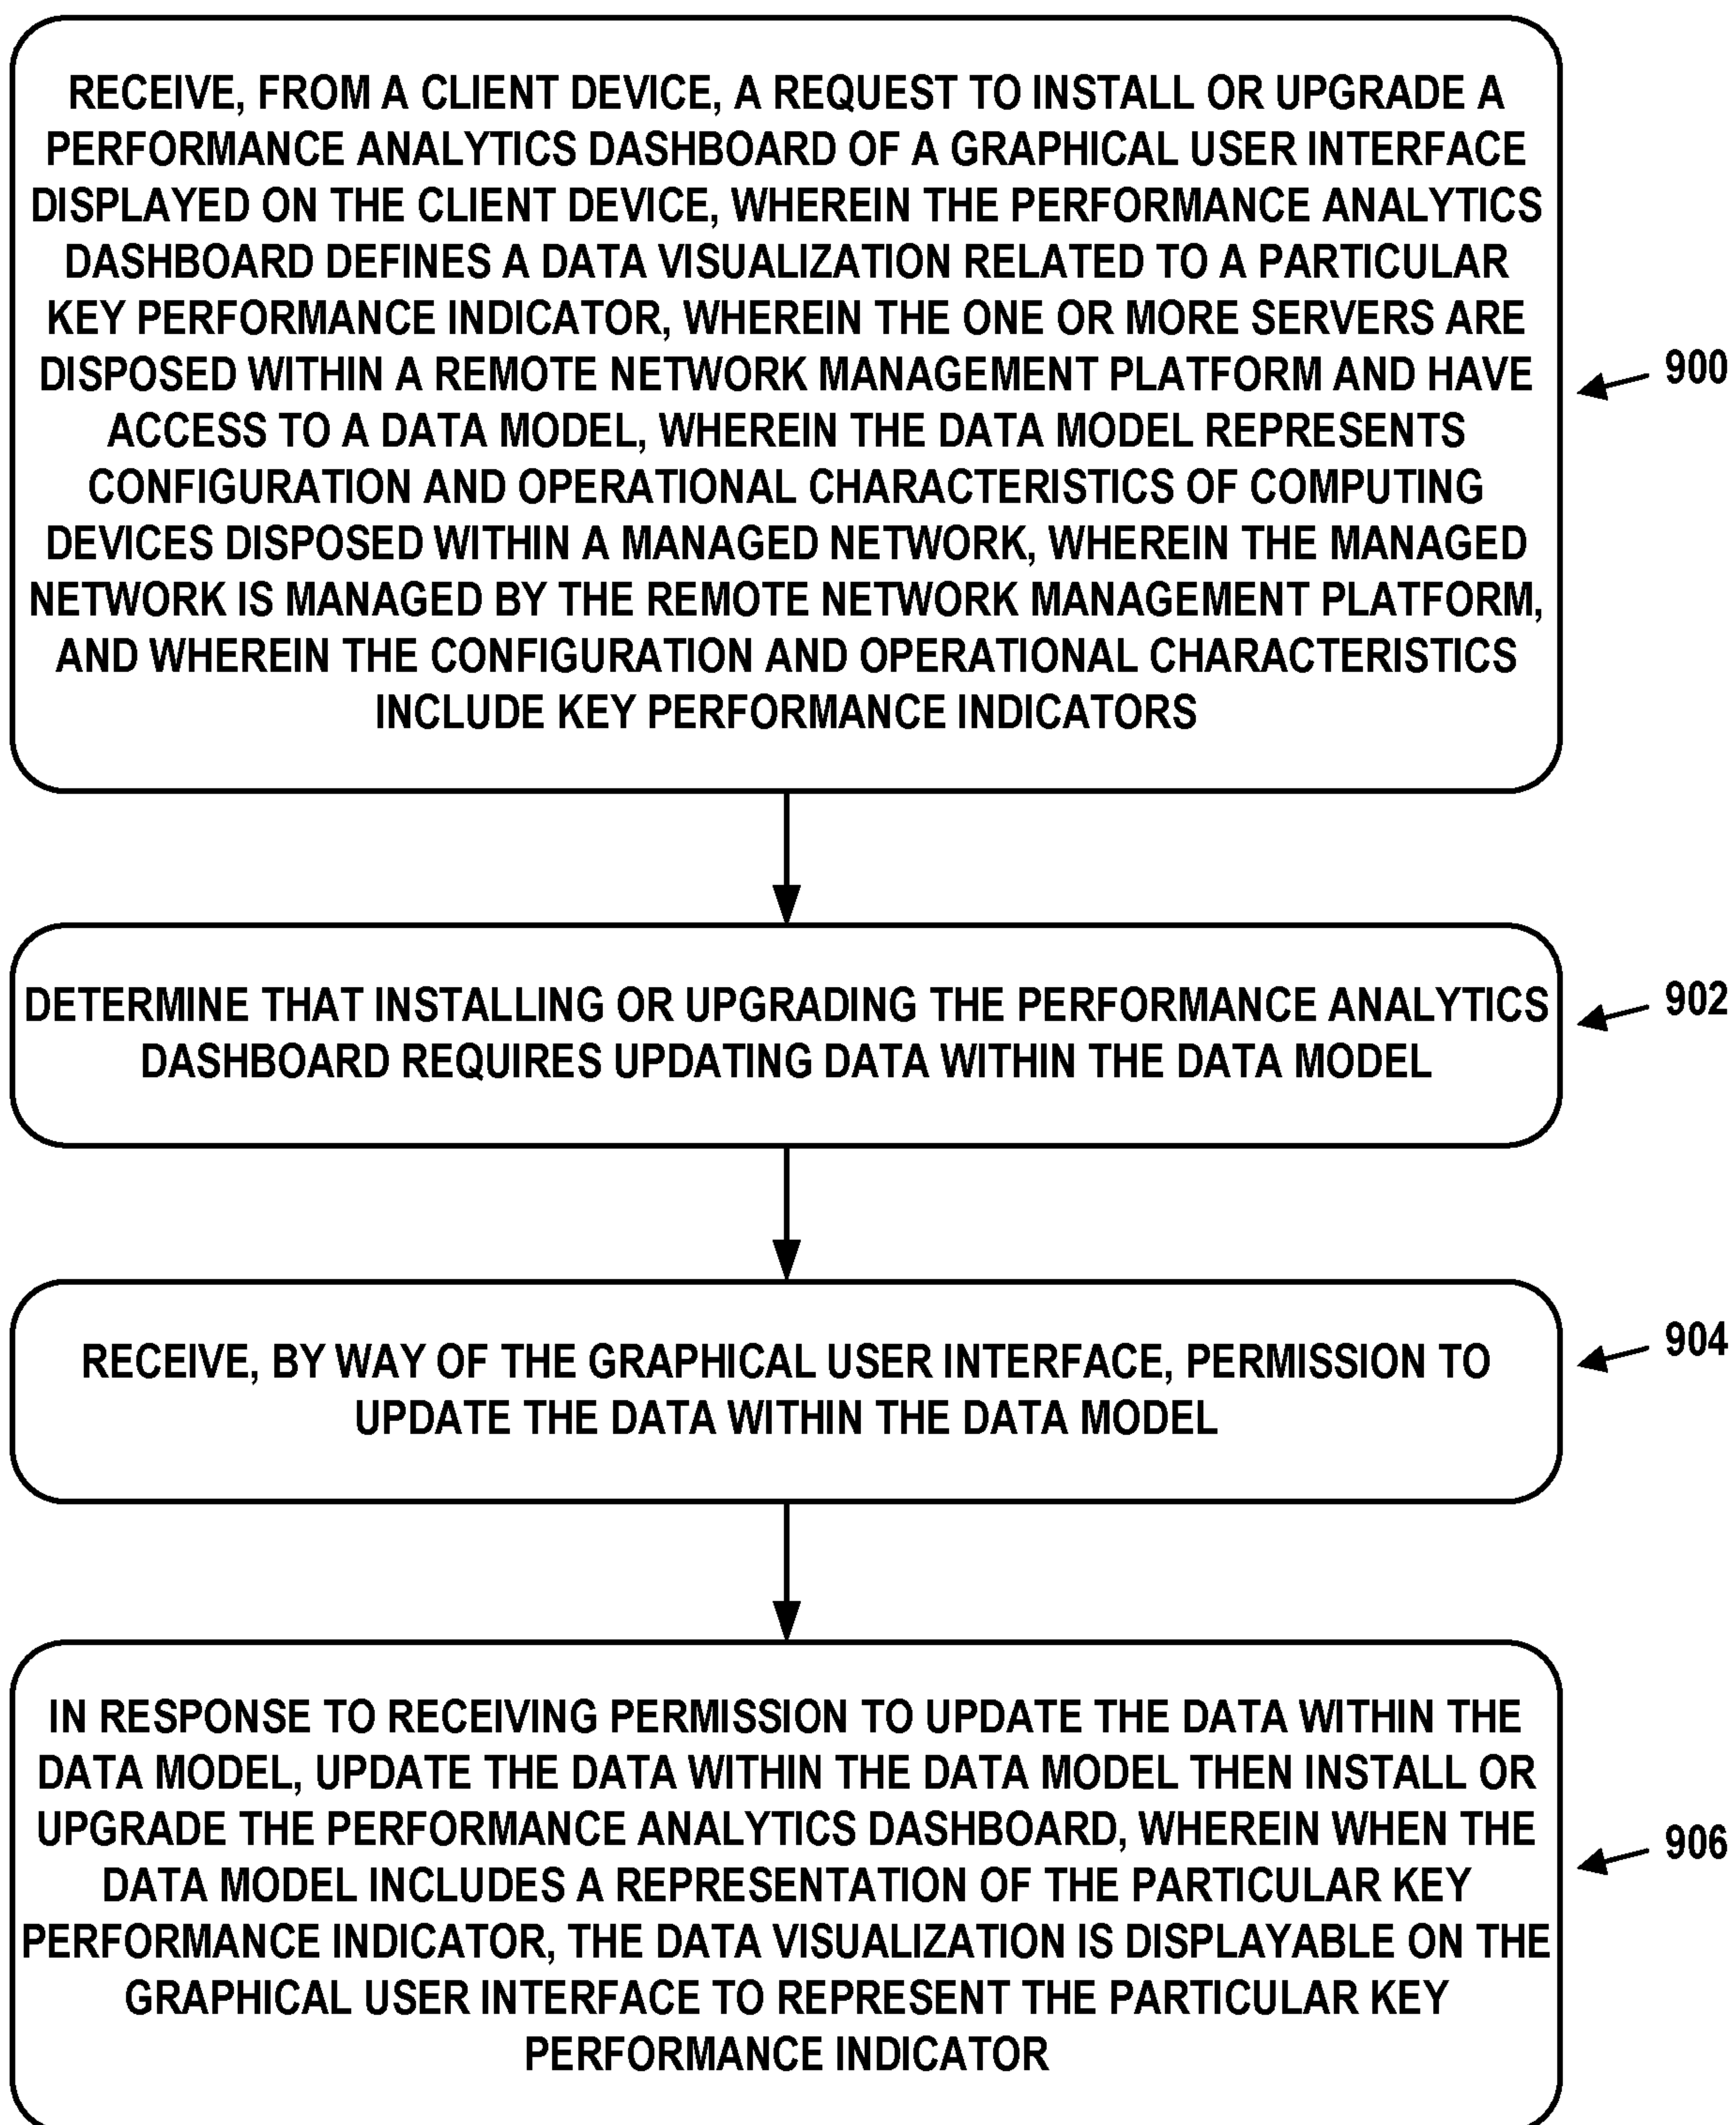 RECEIVE, FROM A CLIENT DEVICE, A REQUEST TO INSTALL OR UPGRADE A
PERFORMANCE ANALYTICS DASHBOARD OF A GRAPHICAL USER INTERFACE
DISPLAYED ON THE CLIENT DEVICE, WHEREIN THE PERFORMANCE ANALYTICS
DASHBOARD DEFINES A DATA VISUALIZATION RELATED TO A PARTICULAR
KEY PERFORMANCE INDICATOR, WHEREIN THE ONE OR MORE SERVERS ARE
DISPOSED WITHIN A REMOTE NETWORK MANAGEMENT PLATFORM AND HAVE
ACCESS TO A DATA MODEL, WHEREIN THE DATA MODEL REPRESENTS
CONFIGURATION AND OPERATIONAL CHARACTERISTICS OF COMPUTING
DEVICES DISPOSED WITHIN A MANAGED NETWORK, WHEREIN THE MANAGED
NETWORK IS MANAGED BY THE REMOTE NETWORK MANAGEMENT PLATFORM,
AND WHEREIN THE CONFIGURATION AND OPERATIONAL CHARACTERISTICS
INCLUDE KEY PERFORMANCE INDICATORS
900
DETERMINE THAT INSTALLING OR UPGRADING THE PERFORMANCE ANALYTICS
DASHBOARD REQUIRES UPDATING DATA WITHIN THE DATA MODEL
902
RECEIVE, BY WAY OF THE GRAPHICAL USER INTERFACE, PERMISSION TO
UPDATE THE DATA WITHIN THE DATA MODEL
904
IN RESPONSE TO RECEIVING PERMISSION TO UPDATE THE DATA WITHIN THE
DATA MODEL, UPDATE THE DATA WITHIN THE DATA MODEL THEN INSTALL OR
UPGRADE THE PERFORMANCE ANALYTICS DASHBOARD, WHEREIN WHEN THE
DATA MODEL INCLUDES A REPRESENTATION OF THE PARTICULAR KEY
PERFORMANCE INDICATOR, THE DATA VISUALIZATION IS DISPLAYABLE ON THE
GRAPHICAL USER INTERFACE TO REPRESENT THE PARTICULAR KEY
PERFORMANCE INDICATOR
906